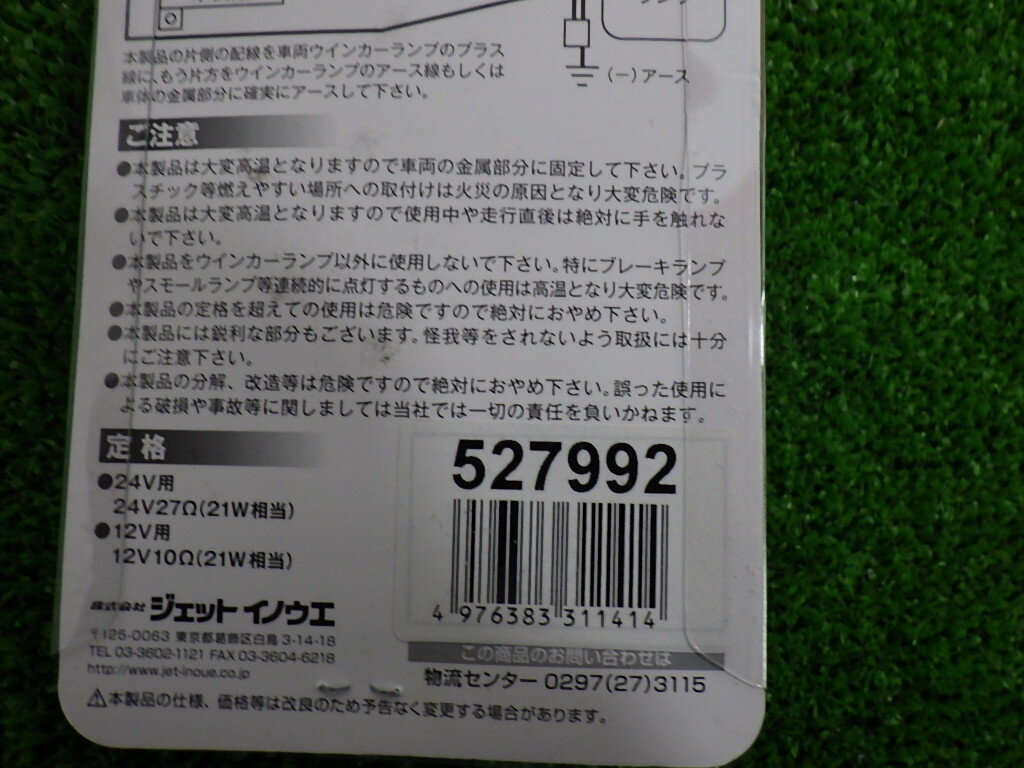 本製品の片側の配線を車両ウインカーランプのプラス
線に、もう片方をウインカーランプのアース線もしくは
車体の金属部分に確実にアースして下さい。
(−)アース
ご注意
●本製品は大変高温となりますので車両の金属部分に固定して下さい。プラ
スチック等燃えやすい場所への取付けは火災の原因となり大変危険です。
●本製品は大変高温となりますので使用中や走行直後は絶対に手を触れな
いで下さい。
●本製品をウインカーランプ以外に使用しないで下さい。特にブレーキランプ
やスモールランプ等連続的に点灯するものへの使用は高温となり大変危険です。
●本製品の定格を超えての使用は危険ですので絶対におやめ下さい。
●本製品には鋭利な部分もございます。怪我等をされないよう取扱には十分
にご注意下さい。
●本製品の分解、改造等は危険ですので絶対におやめ下さい。誤った使用に
よる破損や事故等に関しましては当社では一切の責任を負いかねます。
定格
●24V用
24V27Ω(21W相当)
●12V用
12V10Ω(21W相当)
527992
4 976383 311414
株式会社 ジェットイノウエ
〒125-0063 東京都葛飾区白鳥 3-14-18
TEL 03-3602-1121 FAX 03-3604-6218
http://www.jet-inoue.co.jp
この商品のお問い合わせは
物流センター 0297(27)3115
⚠本製品の仕様、価格等は改良のため予告なく変更する場合があります。